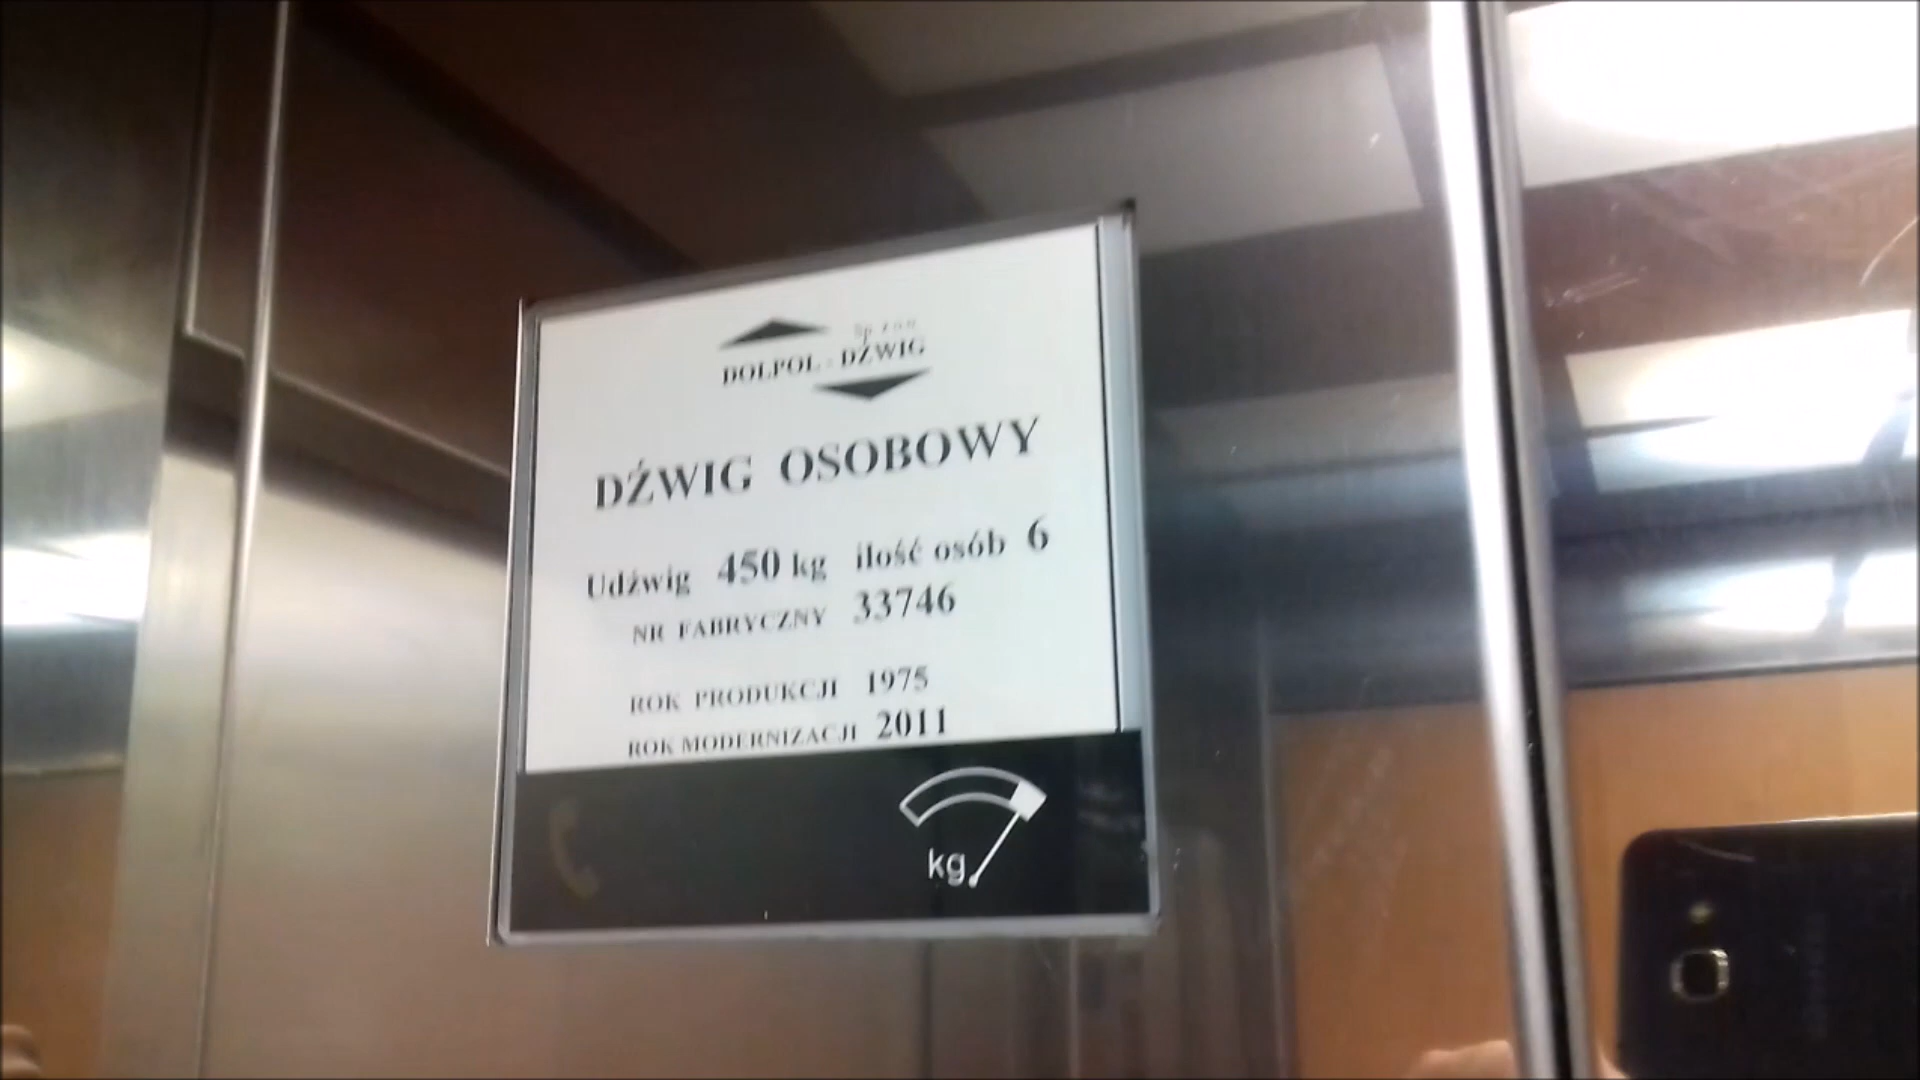 Sp. z o.o.
DOLPOL - DŹWIG
DŹWIG OSOBOWY
Udźwig 450 kg ilość osób 6
NR FABRYCZNY 33746
ROK PRODUKCJI 1975
ROK MODERNIZACJI 2011
kg